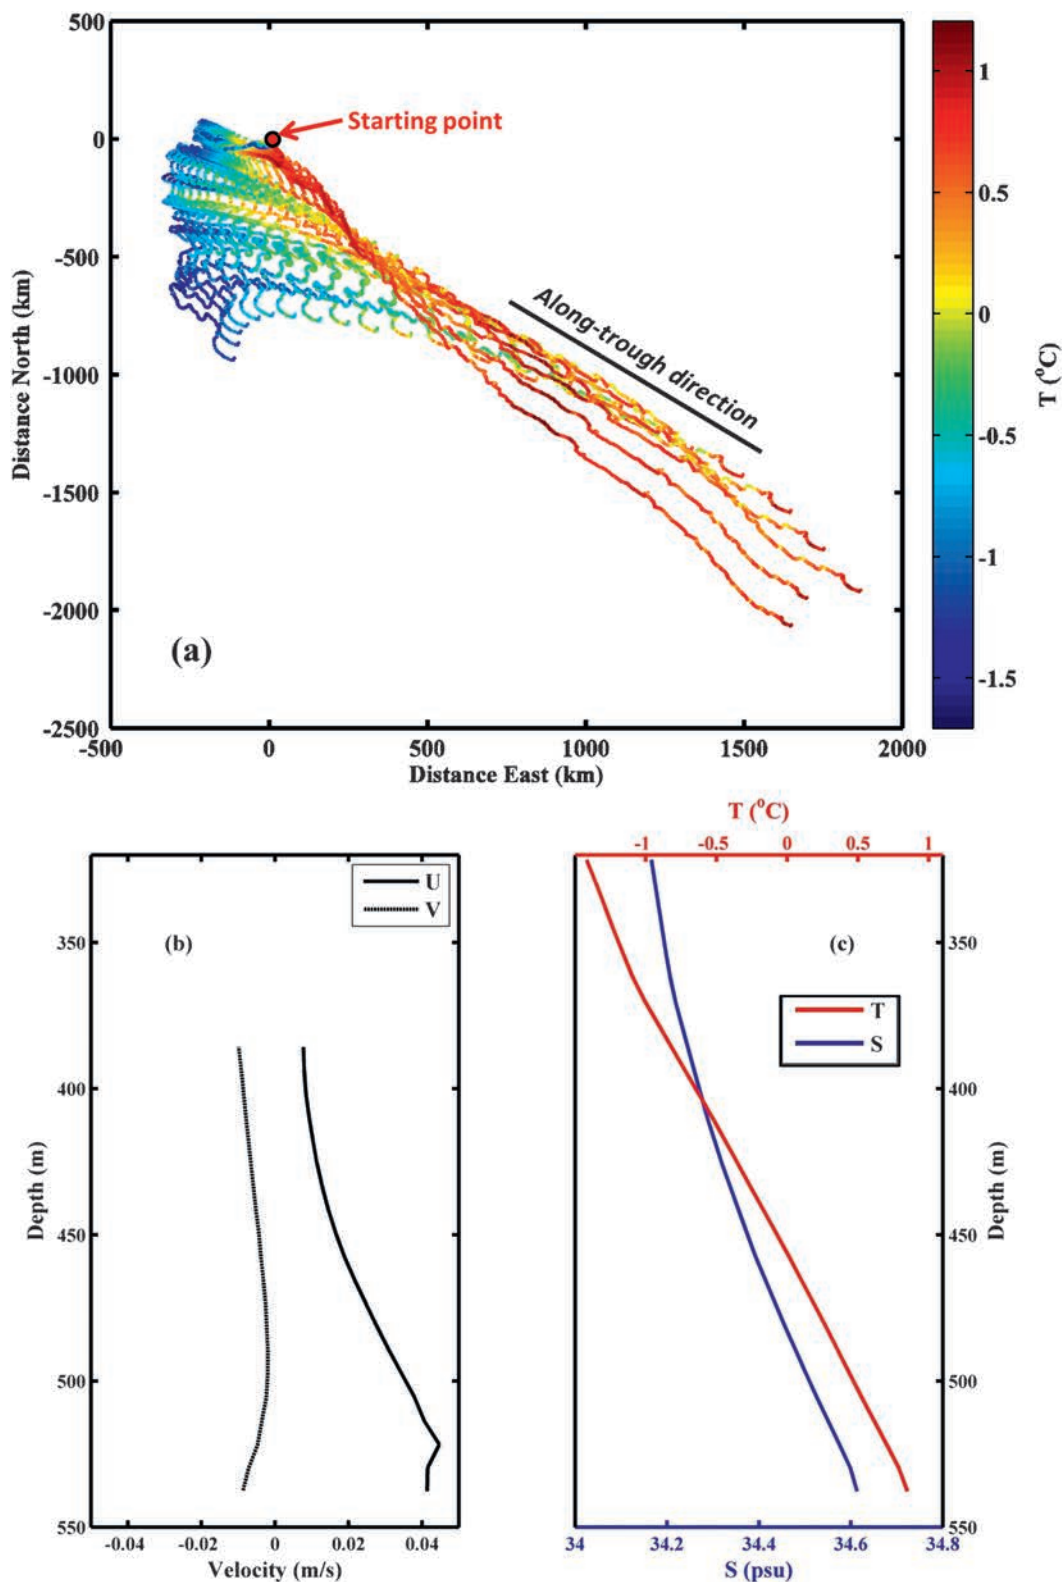 500
0
-500
-1000
-1500
-2000
-2500
Distance North (km)
Starting point
Along-trough direction
(a)
-500
0
500
1000
1500
2000
Distance East (km)
1
0.5
0
-0.5
-1
-1.5
T (°C)
U
V
(b)
350
400
450
500
550
Depth (m)
-0.04
-0.02
0
0.02
0.04
Velocity (m/s)
T (°C)
-1
-0.5
0
0.5
1
(c)
T
S
350
400
450
500
550
Depth (m)
34
34.2
34.4
34.6
34.8
S (psu)